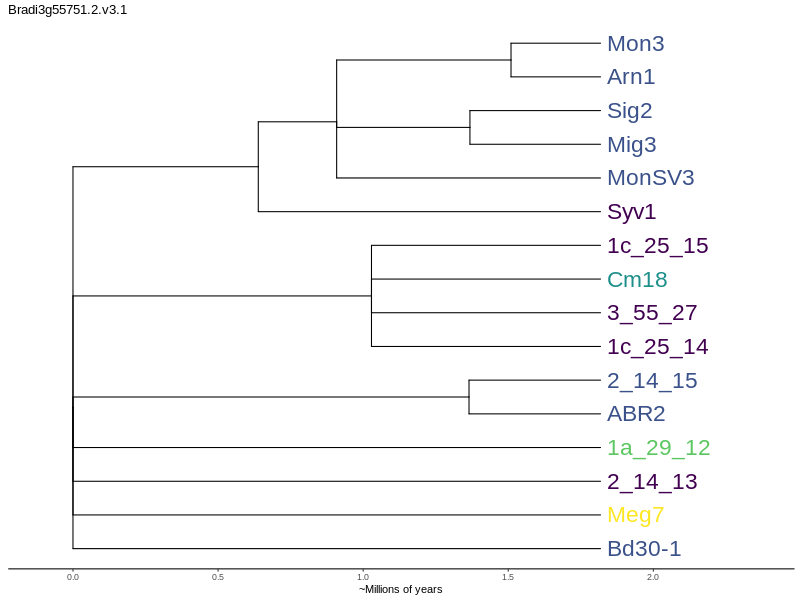 Bradi3g55751.2.v3.1
Mon3
Arn1
Sig2
Mig3
MonSV3
Syv1
1c_25_15
Cm18
3_55_27
1c_25_14
2_14_15
ABR2
1a_29_12
2_14_13
Meg7
Bd30-1
0.0 0.5 1.0 1.5 2.0
~Millions of years